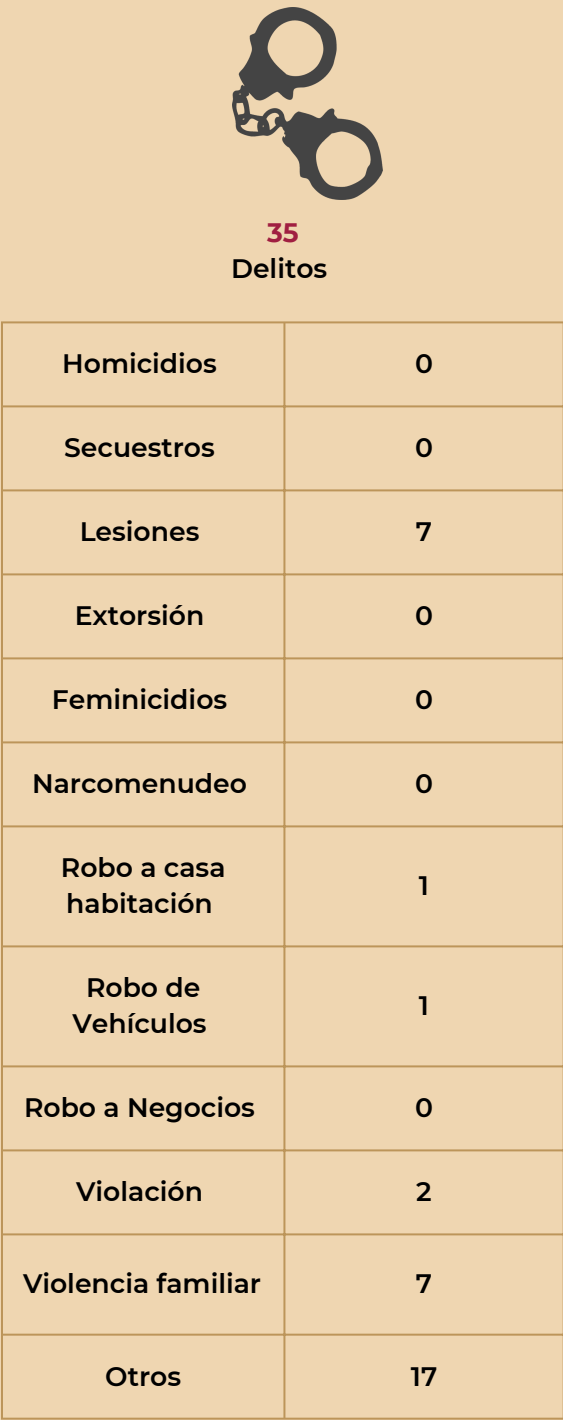 35
Delitos
Homicidios 0
Secuestros 0
Lesiones 7
Extorsión 0
Feminicidios 0
Narcomenudeo 0
Robo a casa
habitación 1
Robo de
Vehículos 1
Robo a Negocios 0
Violación 2
Violencia familiar 7
Otros 17